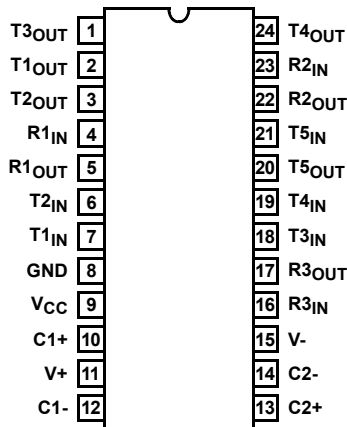 T3OUT 1 24 T4OUT
T1OUT 2 23 R2IN
T2OUT 3 22 R2OUT
R1IN 4 21 T5IN
R1OUT 5 20 T5OUT
T2IN 6 19 T4IN
T1IN 7 18 T3IN
GND 8 17 R3OUT
VCC 9 16 R3IN
C1+ 10 15 V-
V+ 11 14 C2-
C1- 12 13 C2+